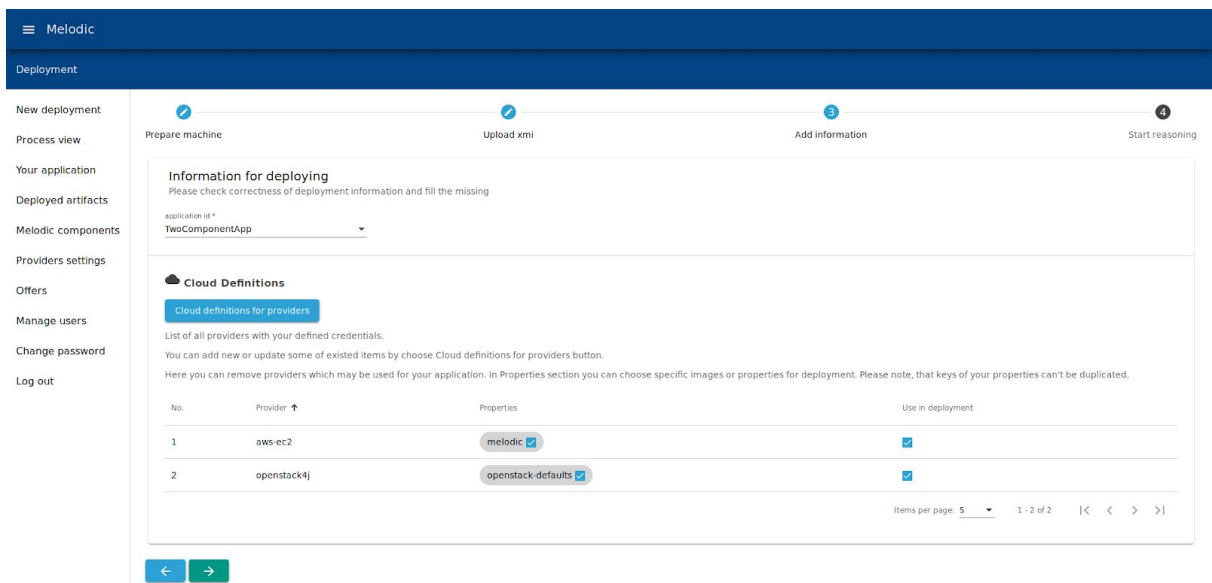 Melodic
Deployment
New deployment
Process view
Your application
Deployed artifacts
Melodic components
Providers settings
Offers
Manage users
Change password
Log out
Prepare machine
Upload xmi
3
Add information
4
Start reasoning
Information for deploying
Please check correctness of deployment information and fill the missing
application id *
TwoComponentApp
Cloud Definitions
Cloud definitions for providers
List of all providers with your defined credentials.
You can add new or update some of existed items by choose Cloud definitions for providers button.
Here you can remove providers which may be used for your application. In Properties section you can choose specific images or properties for deployment. Please note, that keys of your properties can't be duplicated.
No. Provider Properties Use in deployment
1 aws-ec2 melodic
2 openstack4j openstack-defaults
Items per page: 5 1 - 2 of 2